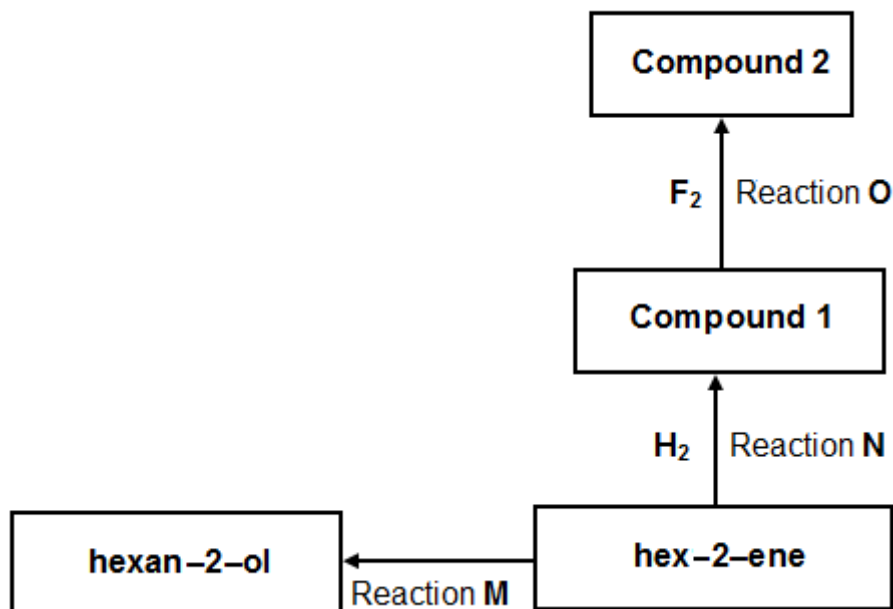 Compound 2
F₂ Reaction O
Compound 1
H₂ Reaction N
hexan–2–ol
hex–2–ene
Reaction M